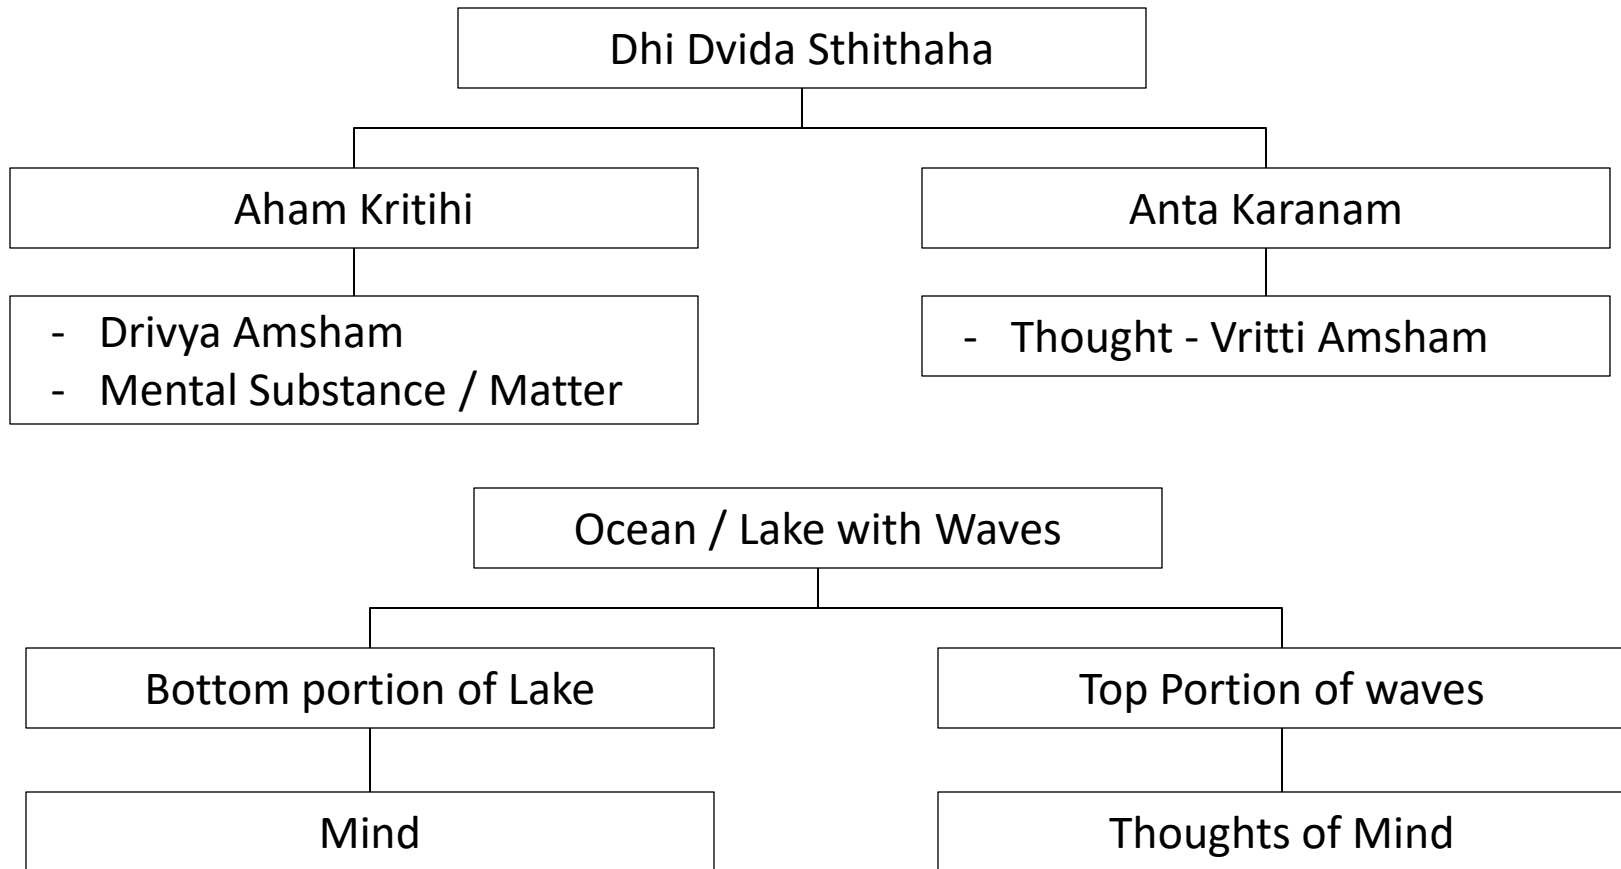 Dhi Dvida Sthithaha
Aham Kritihi
Anta Karanam
- Drivya Amsham
- Mental Substance / Matter
- Thought - Vritti Amsham
Ocean / Lake with Waves
Bottom portion of Lake
Top Portion of waves
Mind
Thoughts of Mind